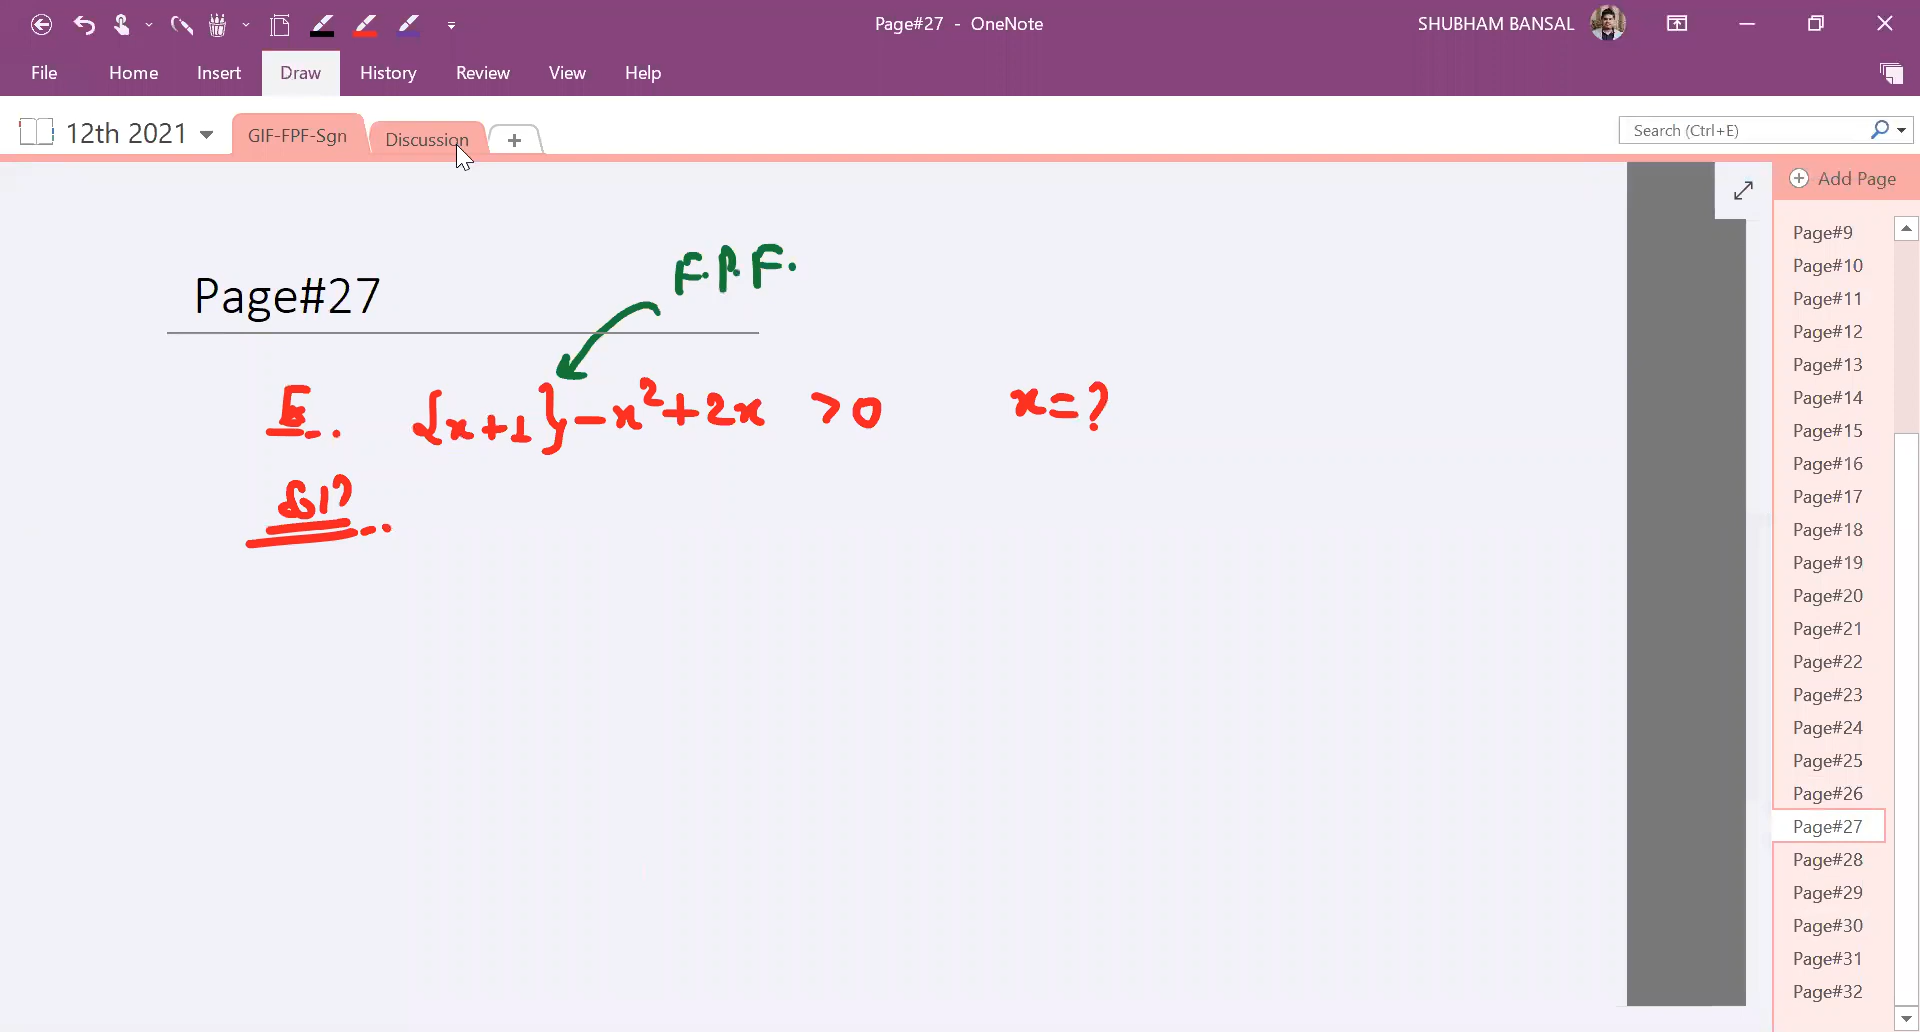 Page#27 - OneNote
SHUBHAM BANSAL
File Home Insert Draw History Review View Help
12th 2021
GIF-FPF-Sgn
Discussion
Search (Ctrl+E)
Add Page
F.P.F.
Page#27
Ex. {x+1}-x²+2x >0 x=?
Solⁿ
Page#9
Page#10
Page#11
Page#12
Page#13
Page#14
Page#15
Page#16
Page#17
Page#18
Page#19
Page#20
Page#21
Page#22
Page#23
Page#24
Page#25
Page#26
Page#27
Page#28
Page#29
Page#30
Page#31
Page#32